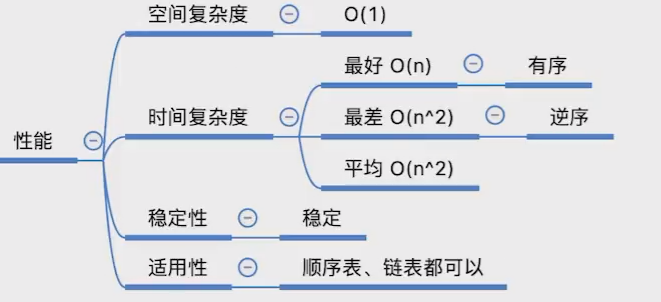 空间复杂度 O(1)
最好 O(n) 有序
性能 时间复杂度 最差 O(n^2) 逆序
平均 O(n^2)
稳定性 稳定
适用性 顺序表、链表都可以